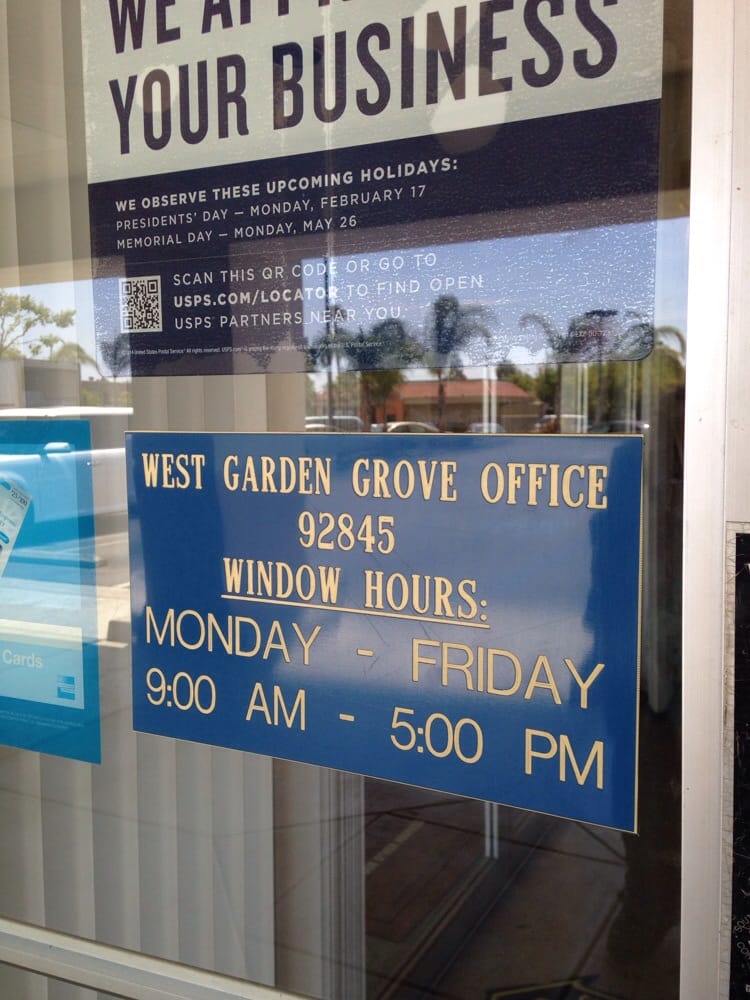 WE
YOUR BUSINESS
WE OBSERVE THESE UPCOMING HOLIDAYS:
PRESIDENTS' DAY — MONDAY, FEBRUARY 17
MEMORIAL DAY — MONDAY, MAY 26
SCAN THIS QR CODE OR GO TO
USPS.COM/LOCATOR TO FIND OPEN
USPS PARTNERS NEAR YOU.
WEST GARDEN GROVE OFFICE
92845
WINDOW HOURS:
MONDAY - FRIDAY
9:00 AM - 5:00 PM
Cards